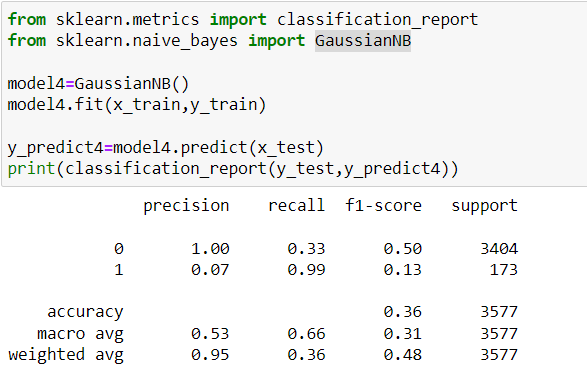 from sklearn.metrics import classification_report
from sklearn.naive_bayes import GaussianNB
model4=GaussianNB()
model4.fit(x_train,y_train)
y_predict4=model4.predict(x_test)
print(classification_report(y_test,y_predict4))
precision recall f1-score support
0 1.00 0.33 0.50 3404
1 0.07 0.99 0.13 173
accuracy 0.36 3577
macro avg 0.53 0.66 0.31 3577
weighted avg 0.95 0.36 0.48 3577